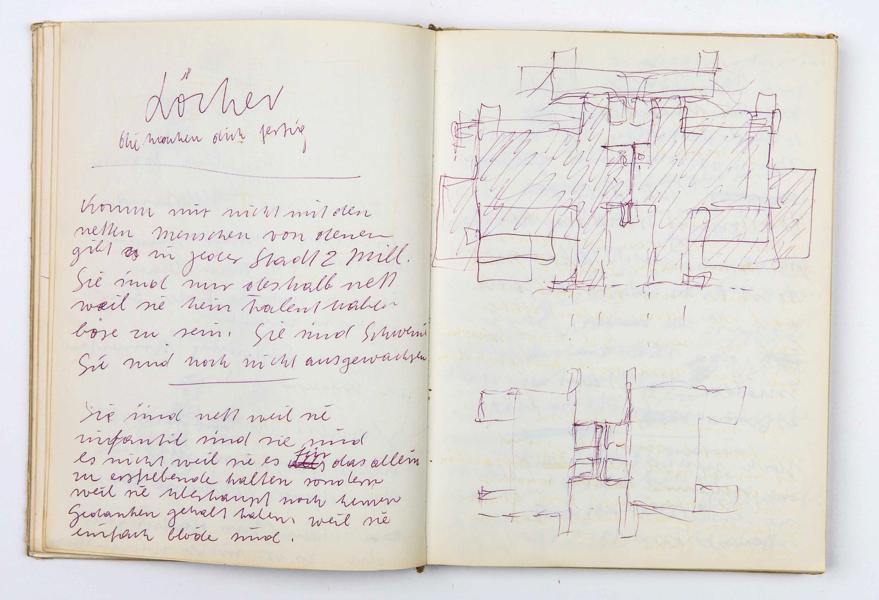 Löcher
die machen dich fertig
Komm mir nicht mit den
netten Menschen von denen
gibt es in jeder Stadt 2 Mill.
Sie sind nur deshalb nett
weil sie kein Talent haben
böse zu sein. Sie sind Schweine
Sie sind noch nicht ausgewachsen
Sie sind nett weil sie
infantil sind sie sind
es nicht weil sie es für das allein
zu erstrebende halten sondern
weil sie überhaupt noch keinen
Gedanken gehabt haben, weil sie
einfach blöde sind.